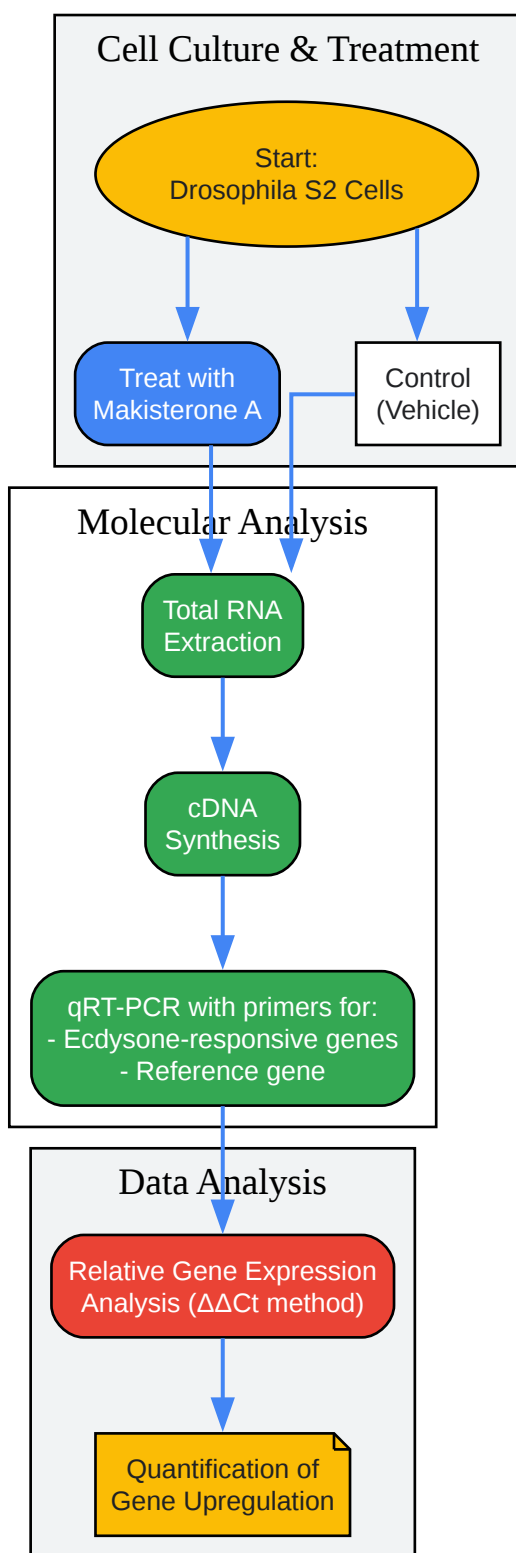 Cell Culture & Treatment
Start:
Drosophila S2 Cells
Treat with
Makisterone A
Control
(Vehicle)
Molecular Analysis
Total RNA
Extraction
cDNA
Synthesis
qRT-PCR with primers for:
- Ecdysone-responsive genes
- Reference gene
Data Analysis
Relative Gene Expression
Analysis (ΔΔCt method)
Quantification of
Gene Upregulation